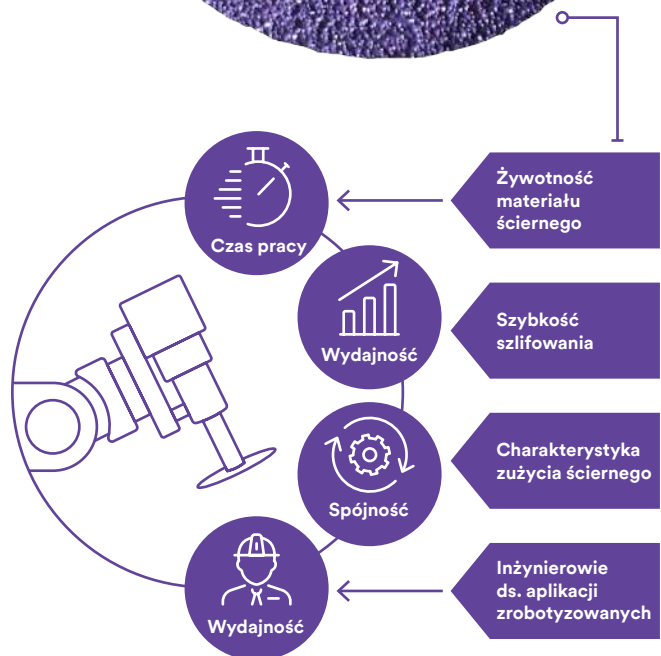 Czas pracy
Żywotność
materiału
ściernego
Wydajność
Szybkość
szlifowania
Spójność
Charakterystyka
zużycia ściernego
Wydajność
Inżynierowie
ds. aplikacji
zrobotyzowanych